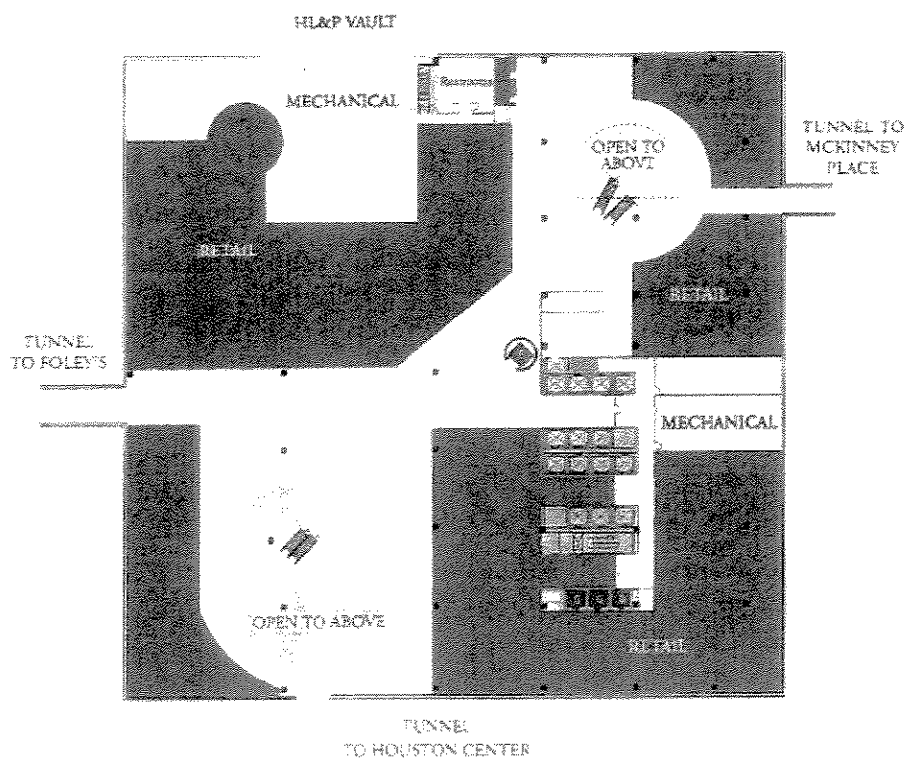 HL&P VAULT
MECHANICAL
OPEN TO
ABOVE
TUNNEL TO
MCKINNEY
PLACE
RETAIL
RETAIL
TUNNEL
TO FOLEY'S
MECHANICAL
OPEN TO ABOVE
RETAIL
TUNNEL
TO HOUSTON CENTER